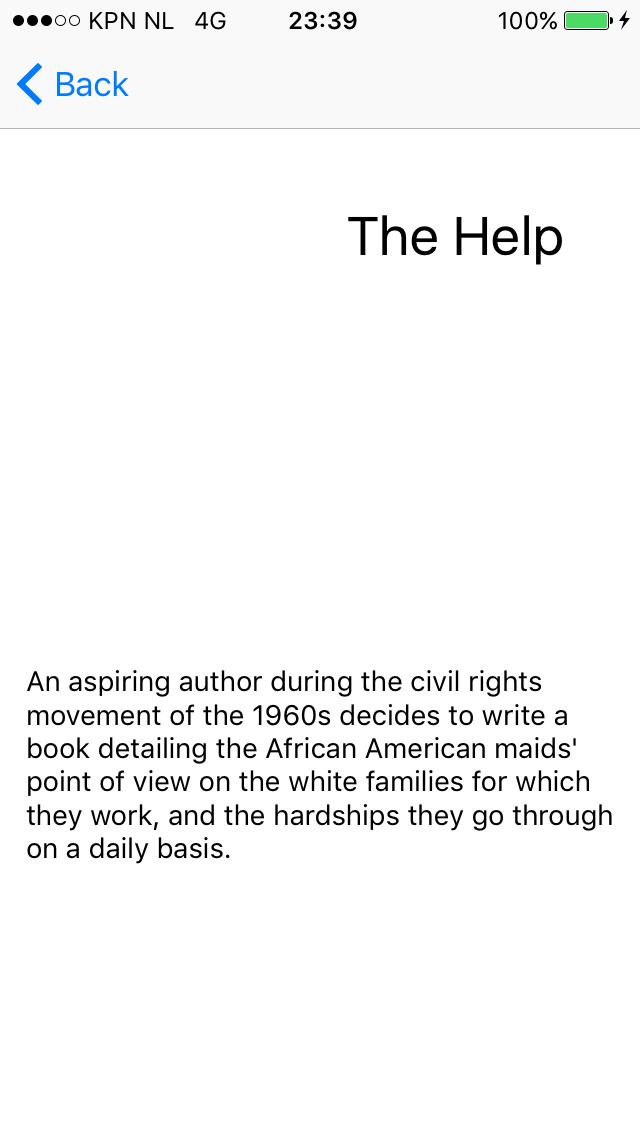 KPN NL 4G 23:39 100%
Back
The Help
An aspiring author during the civil rights
movement of the 1960s decides to write a
book detailing the African American maids'
point of view on the white families for which
they work, and the hardships they go through
on a daily basis.